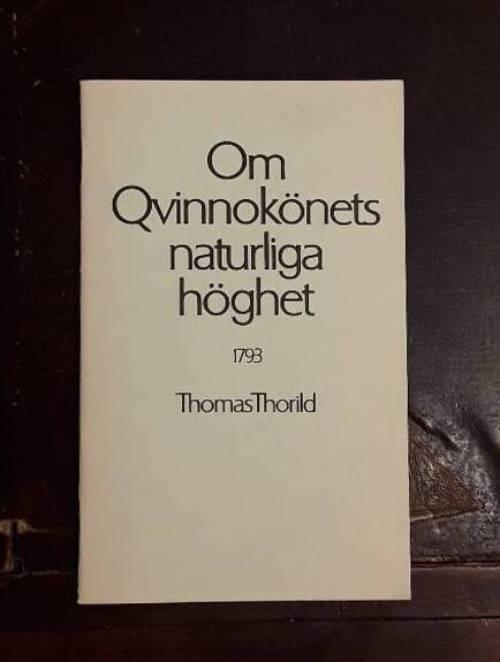 Om
Qvinnokönets
naturliga
höghet
1793
Thomas Thorild